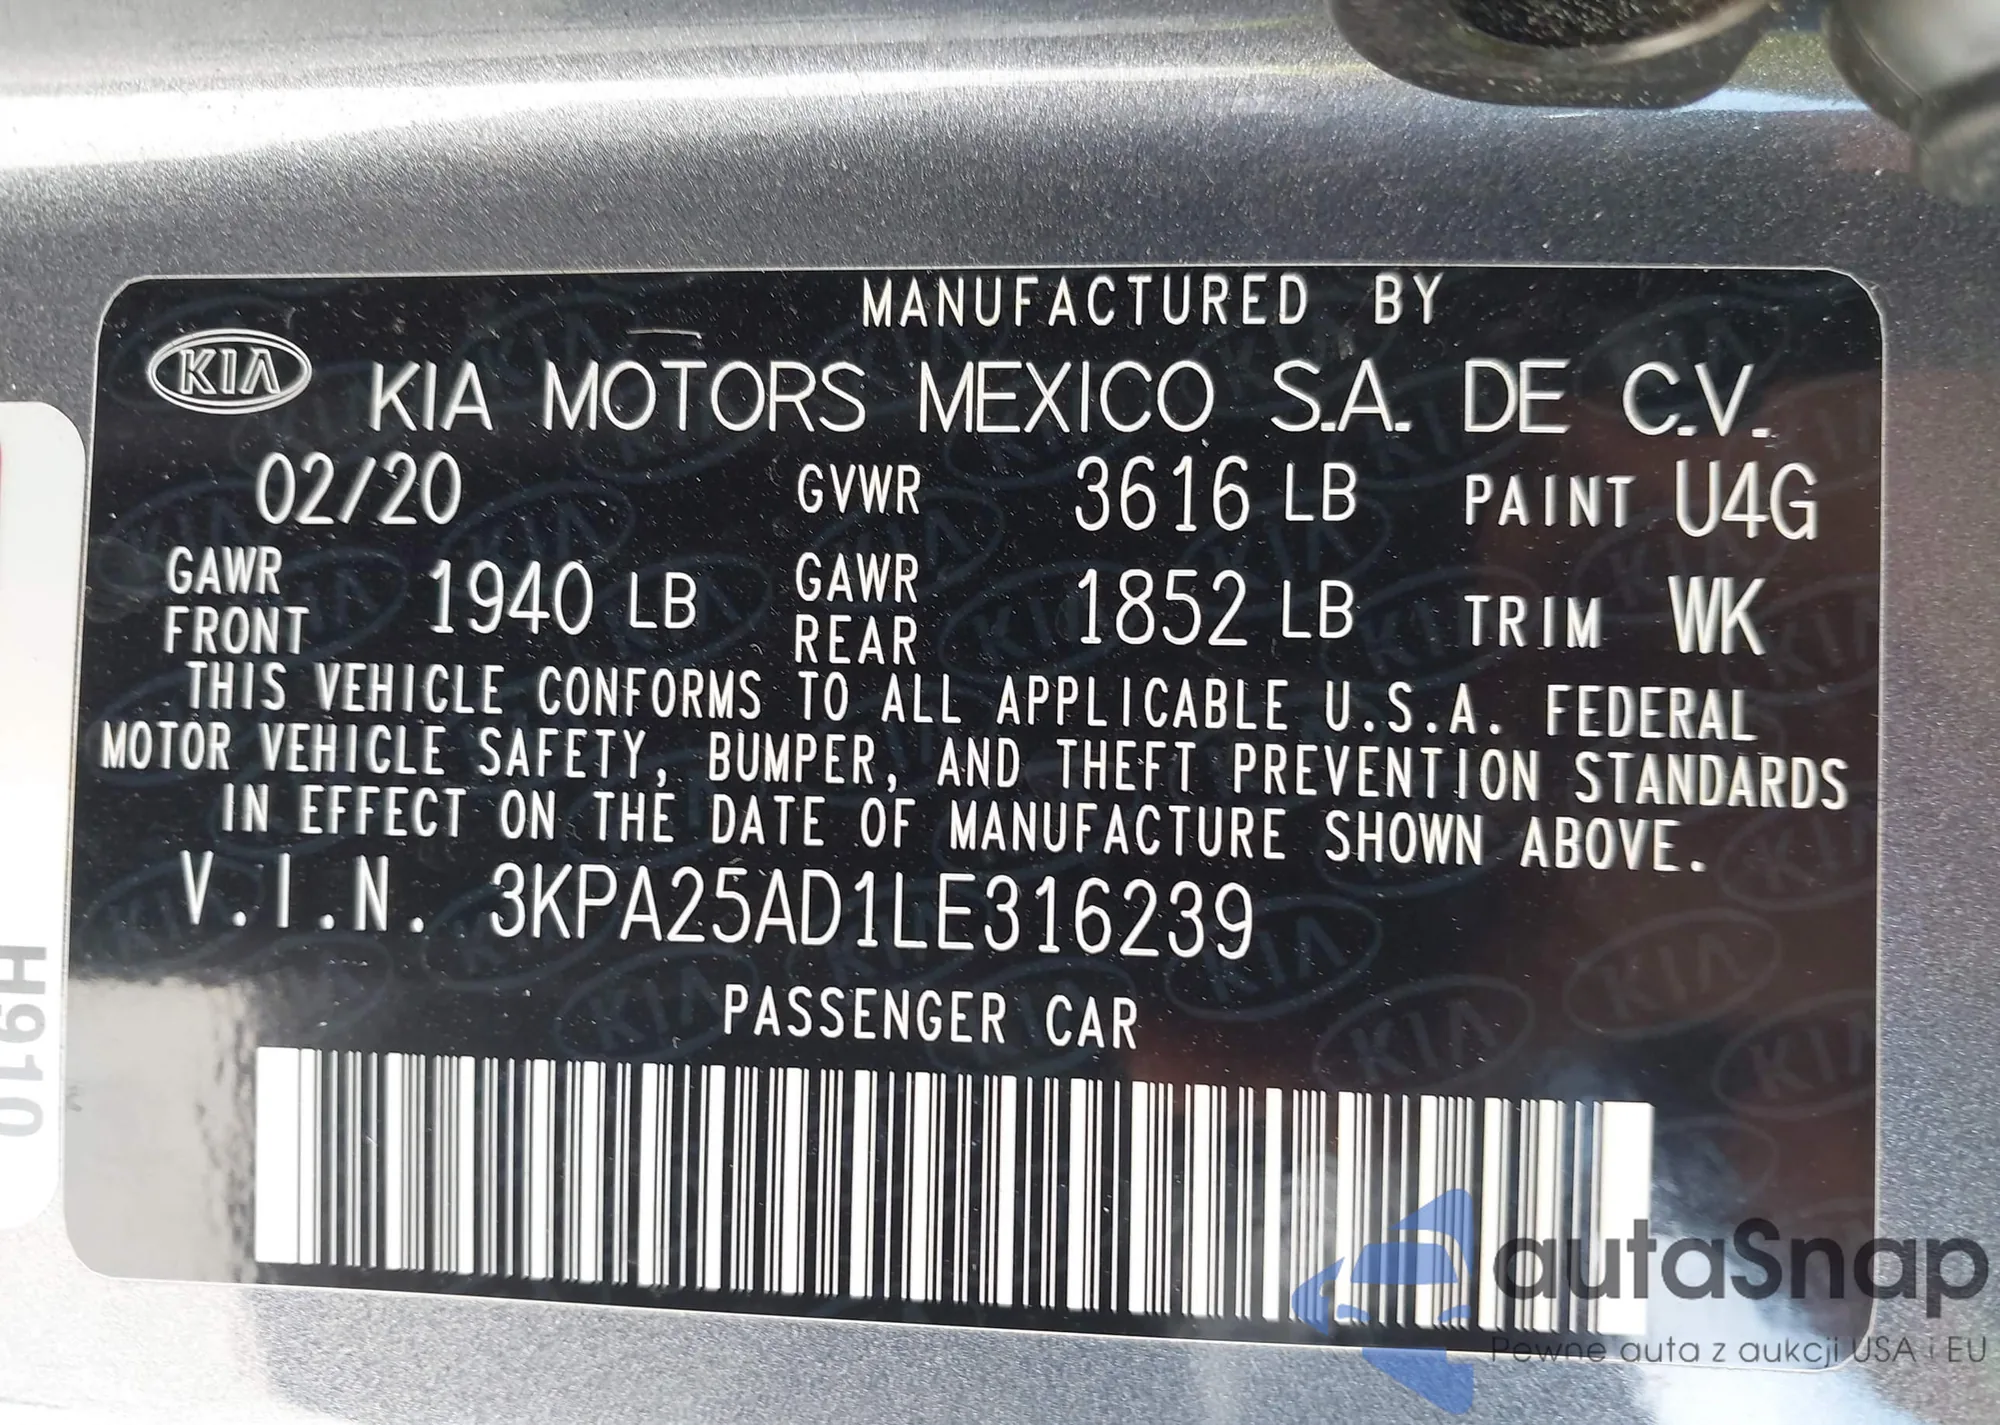 MANUFACTURED BY
KIA KIA MOTORS MEXICO S.A. DE C.V.
02/20 GVWR 3616 LB PAINT U4G
GAWR FRONT 1940 LB GAWR REAR 1852 LB TRIM WK
THIS VEHICLE CONFORMS TO ALL APPLICABLE U.S.A. FEDERAL
MOTOR VEHICLE SAFETY, BUMPER, AND THEFT PREVENTION STANDARDS
IN EFFECT ON THE DATE OF MANUFACTURE SHOWN ABOVE.
V.I.N. 3KPA25AD1LE316239
PASSENGER CAR
H910
autaSnap
Pewne auta z aukcji USA i EU